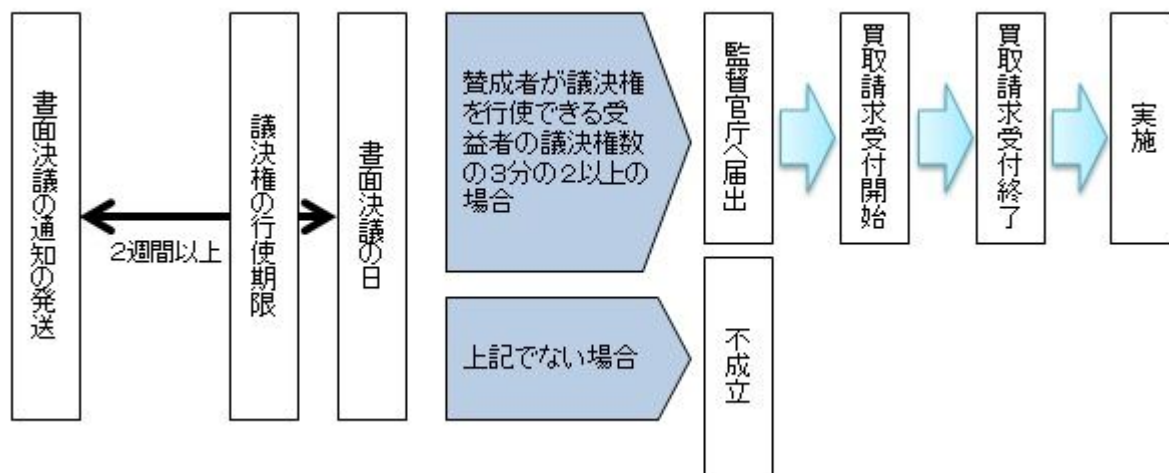 書面決議の通知の発送
2週間以上
議決権の行使期限
書面決議の日
賛成者が議決権
を行使できる受
益者の議決権数
の3分の2以上の
場合
監督官庁へ届出
買取請求受付開始
買取請求受付終了
実施
上記でない場合
不成立